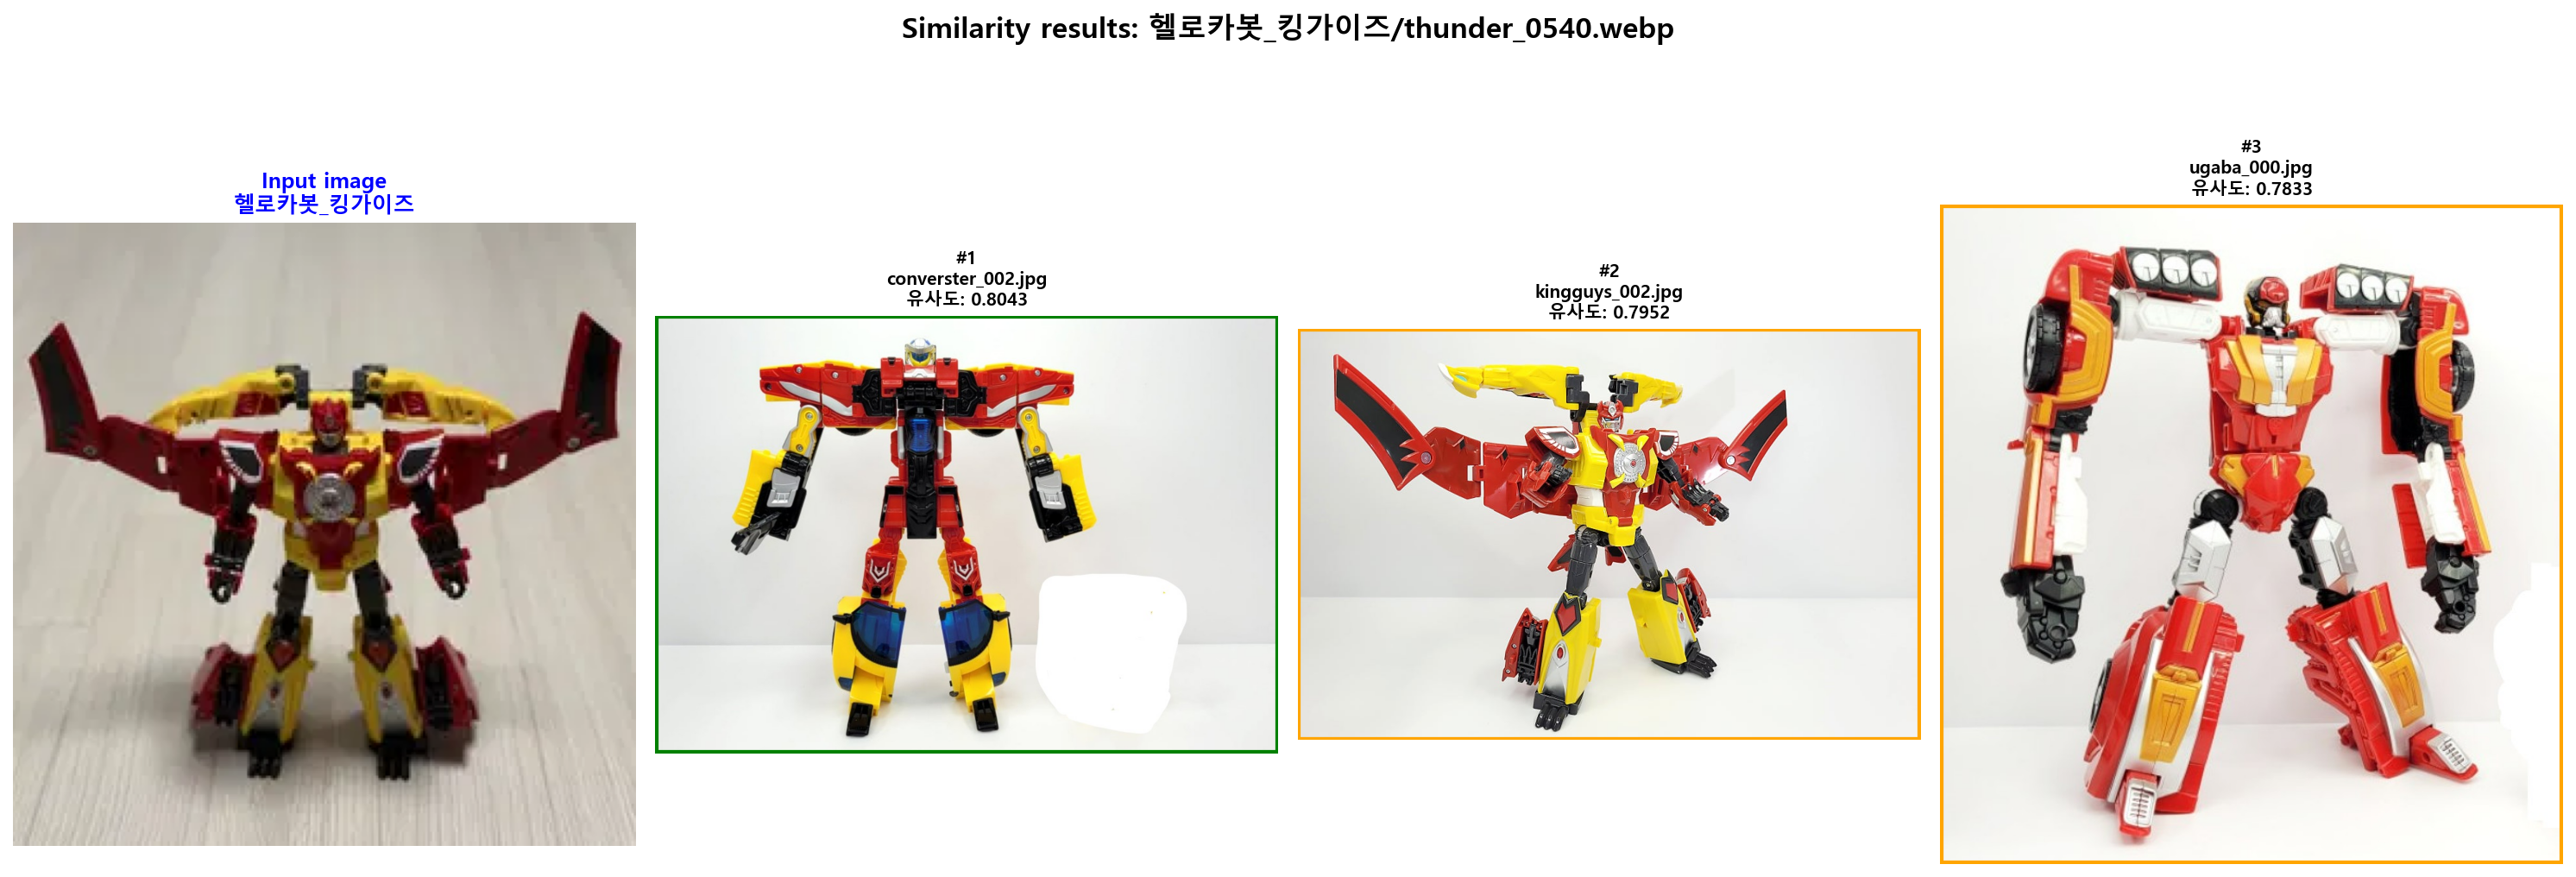 Similarity results: 헬로카봇_킹가이즈/thunder_0540.webp
Input image
헬로카봇_킹가이즈
#1
converster_002.jpg
유사도: 0.8043
#2
kingguys_002.jpg
유사도: 0.7952
#3
ugaba_000.jpg
유사도: 0.7833